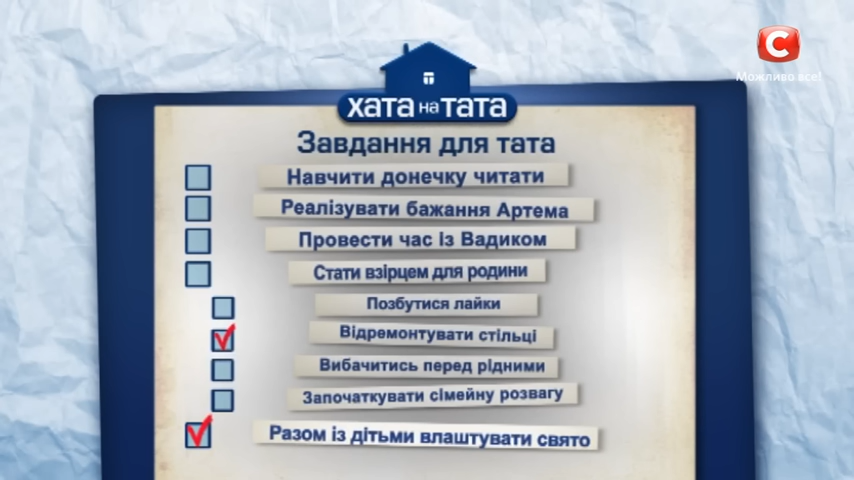 С
Можливо все!
ХАТА НА ТАТА
Завдання для тата
Навчити донечку читати
Реалізувати бажання Артема
Провести час із Вадиком
Стати взірцем для родини
Позбутися лайки
Відремонтувати стільці
Вибачитись перед рідними
Започаткувати сімейну розвагу
Разом із дітьми влаштувати свято